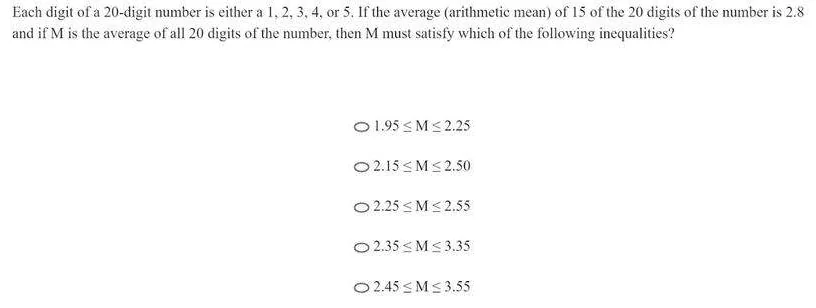 Each digit of a 20-digit number is either a 1, 2, 3, 4, or 5. If the average (arithmetic mean) of 15 of the 20 digits of the number is 2.8
and if M is the average of all 20 digits of the number, then M must satisfy which of the following inequalities?
1.95 ≤ M ≤ 2.25
2.15 ≤ M ≤ 2.50
2.25 ≤ M ≤ 2.55
2.35 ≤ M ≤ 3.35
2.45 ≤ M ≤ 3.55